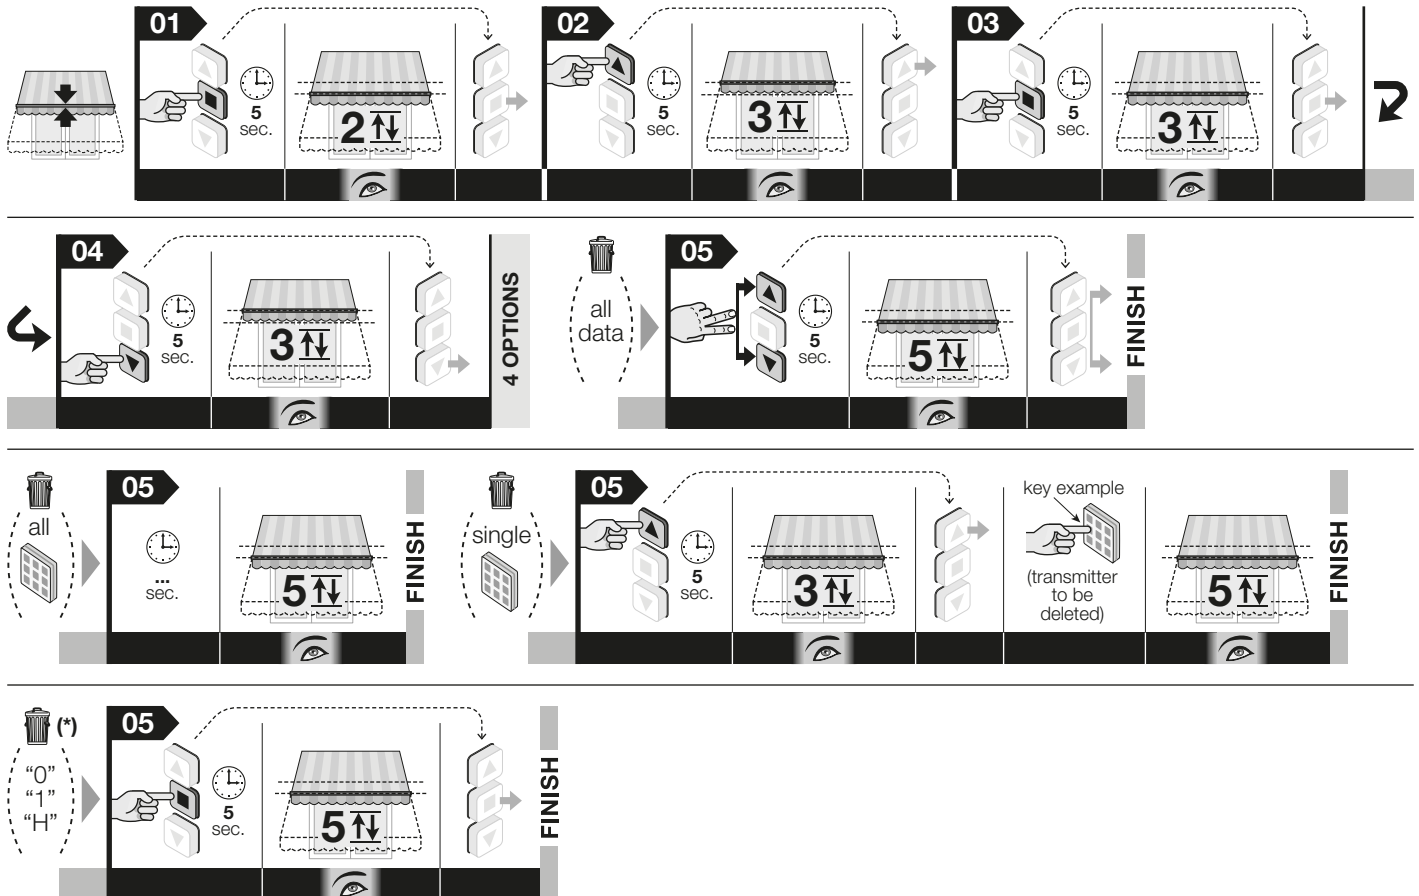 01
5
sec.
2
02
5
sec.
3
03
5
sec.
3
04
5
sec.
3
4 OPTIONS
all
data
05
5
sec.
5
FINISH
all
05
...
sec.
5
FINISH
single
05
5
sec.
3
key example
(transmitter
to be
deleted)
5
FINISH
(*)
“0”
“1”
“H”
05
5
sec.
5
FINISH